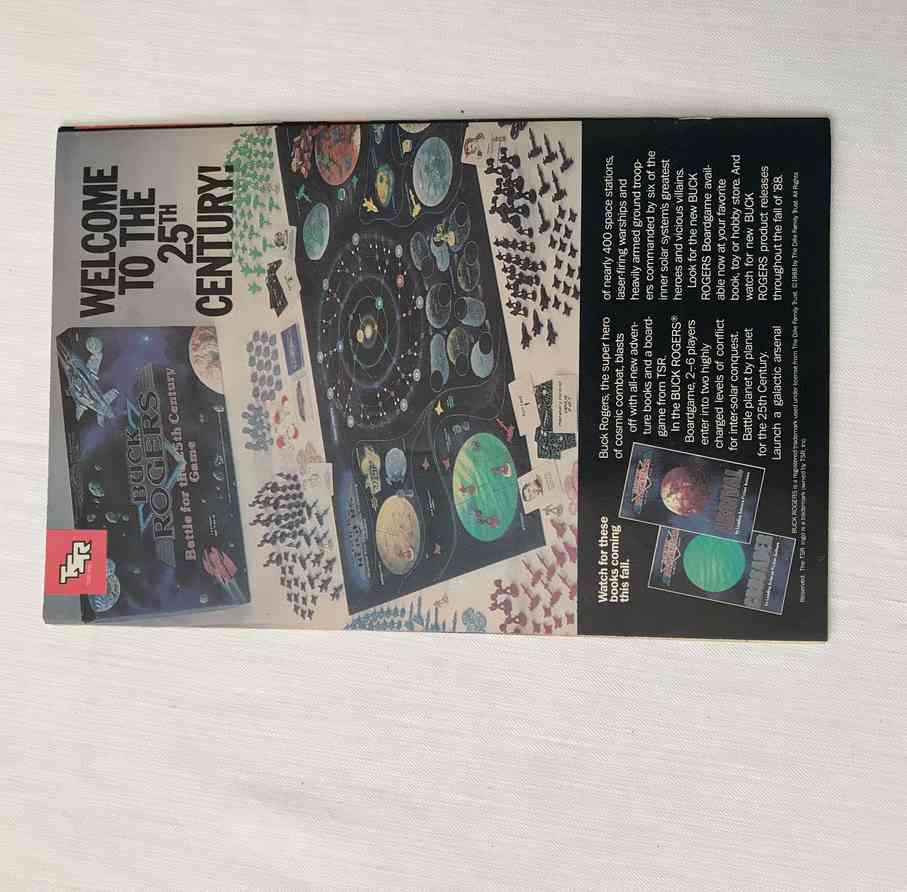 WELCOME
TO THE
25TH
CENTURY!
TSR
BUCK
ROGERS
Battle for the 25th Century
Game
Watch for these
books coming
this fall.
Buck Rogers, the super hero
of cosmic combat, blasts
off with all-new adven-
ture books and a board-
game from TSR.
In the BUCK ROGERS®
Boardgame, 2–6 players
enter into two highly
charged levels of conflict
for inter-solar conquest.
Battle planet by planet
for the 25th Century.
Launch a galactic arsenal
of nearly 400 space stations,
laser-firing warships and
heavily armed ground troop-
ers commanded by six of the
inner solar system's greatest
heroes and vicious villains.
Look for the new BUCK
ROGERS Boardgame avail-
able now at your favorite
book, toy or hobby store. And
watch for new BUCK
ROGERS product releases
throughout the fall of '88.
BUCK ROGERS is a registered trademark used under license from The Dille Family Trust. © 1988 by The Dille Family Trust. All Rights
Reserved. The TSR logo is a trademark owned by TSR, Inc.